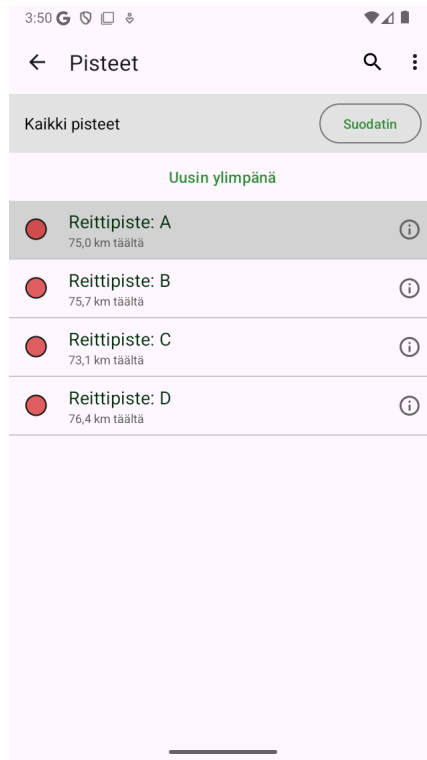 3:50
Pisteet
Kaikki pisteet
Suodatin
Uusin ylimpänä
Reittipiste: A
75,0 km täältä
Reittipiste: B
75,7 km täältä
Reittipiste: C
73,1 km täältä
Reittipiste: D
76,4 km täältä